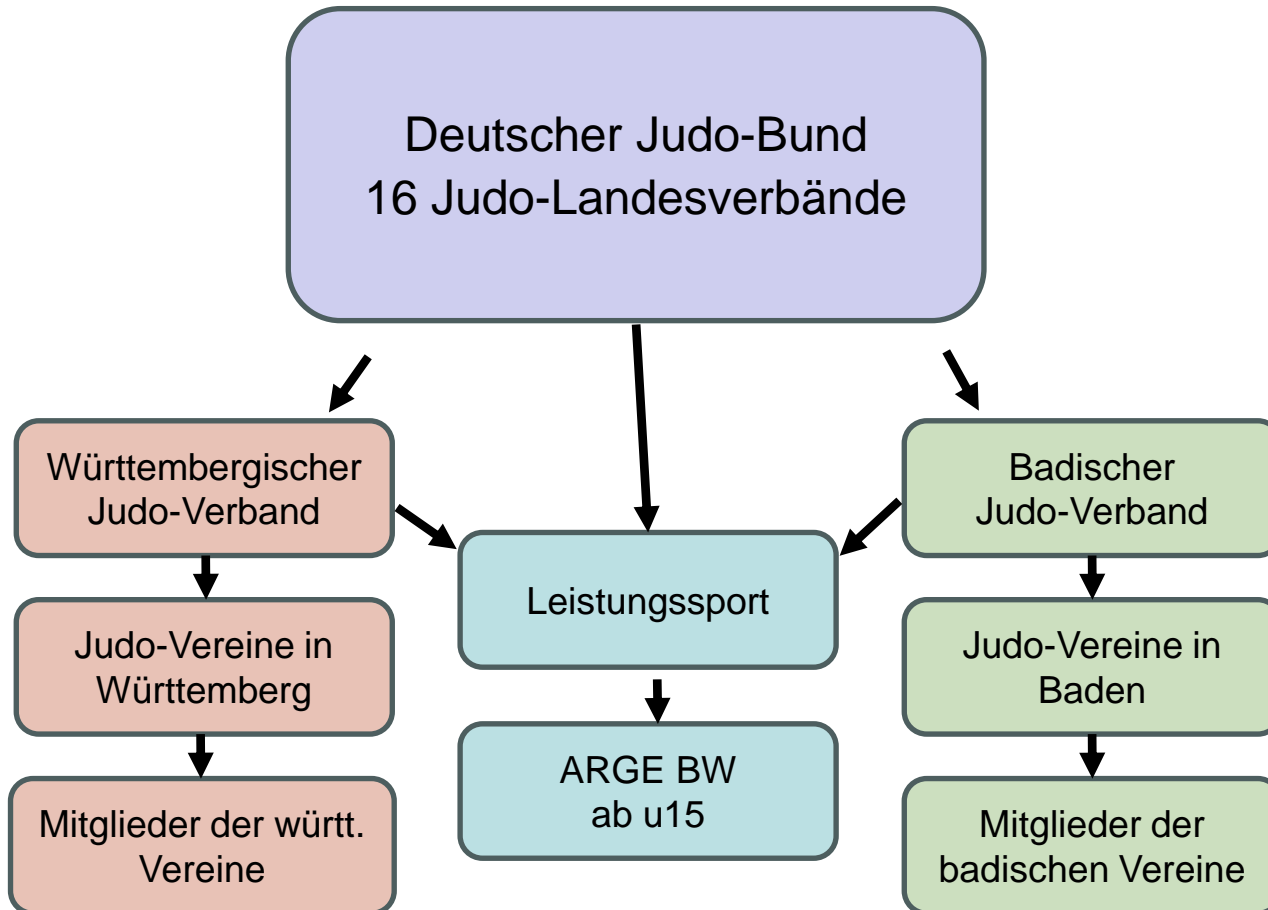 Deutscher Judo-Bund
16 Judo-Landesverbände
Württembergischer
Judo-Verband
Badischer
Judo-Verband
Leistungssport
Judo-Vereine in
Württemberg
Judo-Vereine in
Baden
ARGE BW
ab u15
Mitglieder der württ.
Vereine
Mitglieder der
badischen Vereine